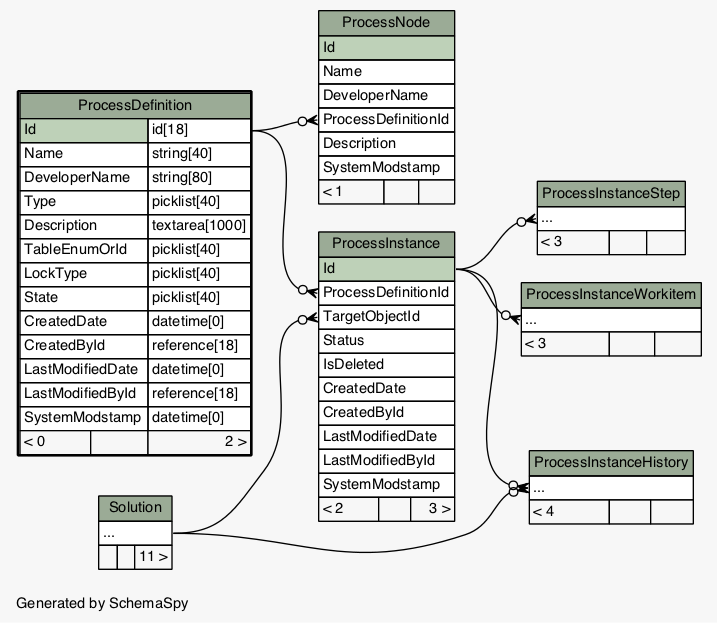 ProcessNode
Id
Name
DeveloperName
ProcessDefinitionId
Description
SystemModstamp
< 1
ProcessDefinition
Id id[18]
Name string[40]
DeveloperName string[80]
Type picklist[40]
Description textarea[1000]
TableEnumOrId picklist[40]
LockType picklist[40]
State picklist[40]
CreatedDate datetime[0]
CreatedById reference[18]
LastModifiedDate datetime[0]
LastModifiedById reference[18]
SystemModstamp datetime[0]
< 0 2 >
ProcessInstance
Id
ProcessDefinitionId
TargetObjectId
Status
IsDeleted
CreatedDate
CreatedById
LastModifiedDate
LastModifiedById
SystemModstamp
< 2 3 >
ProcessInstanceStep
...
< 3
ProcessInstanceWorkitem
...
< 3
ProcessInstanceHistory
...
< 4
Solution
...
11 >
Generated by SchemaSpy